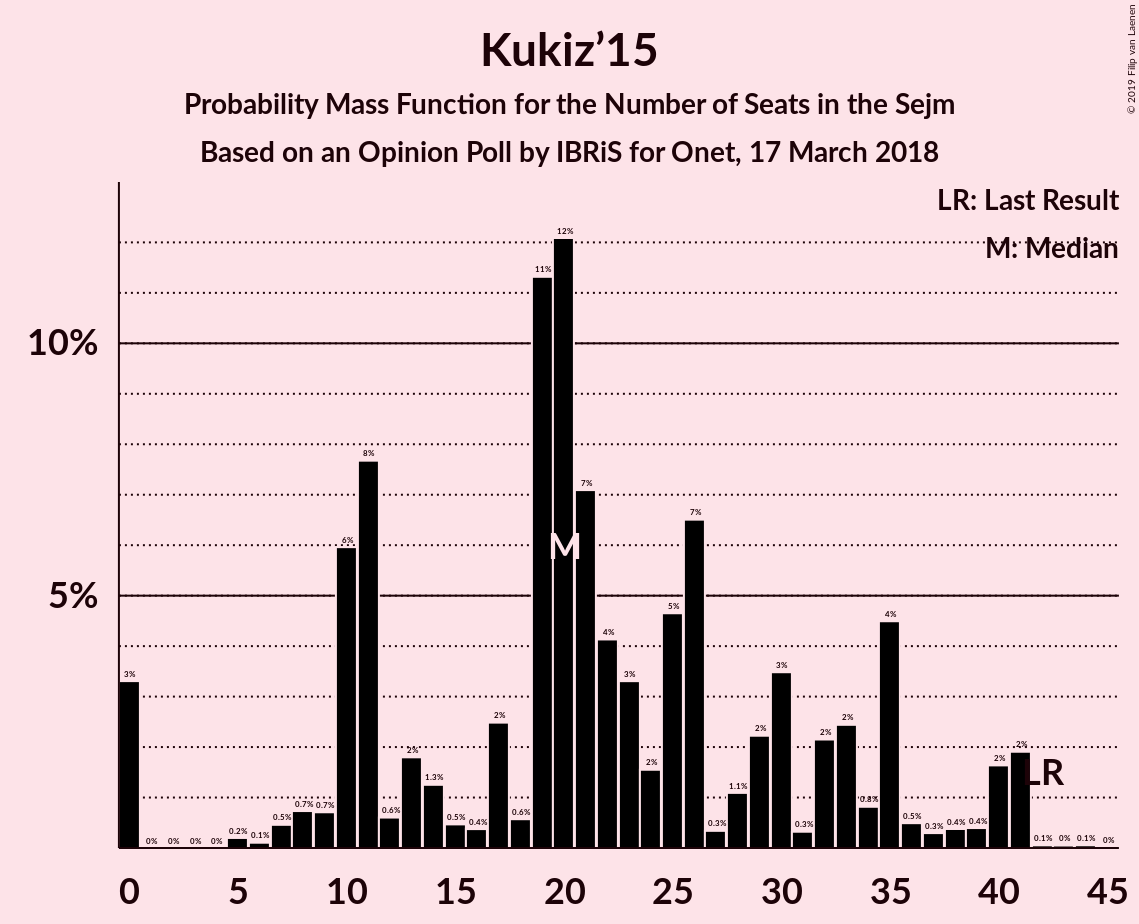 © 2019 Filip van Laenen
Kukiz’15
Probability Mass Function for the Number of Seats in the Sejm
Based on an Opinion Poll by IBRiS for Onet, 17 March 2018
LR: Last Result
M: Median
10%
5%
3% 0% 0% 0% 0% 0.2% 0.1% 0.5% 0.7% 0.7% 6% 8% 0.6% 2% 1.3% 0.5% 0.4% 2% 0.6% 11% 12% 7% 4% 3% 2% 5% 7% 0.3% 1.1% 2% 3% 0.3% 2% 2% 0.8% 4% 0.5% 0.3% 0.4% 0.4% 2% 2% 0.1% 0% 0.1% 0%
M
LR
0 5 10 15 20 25 30 35 40 45